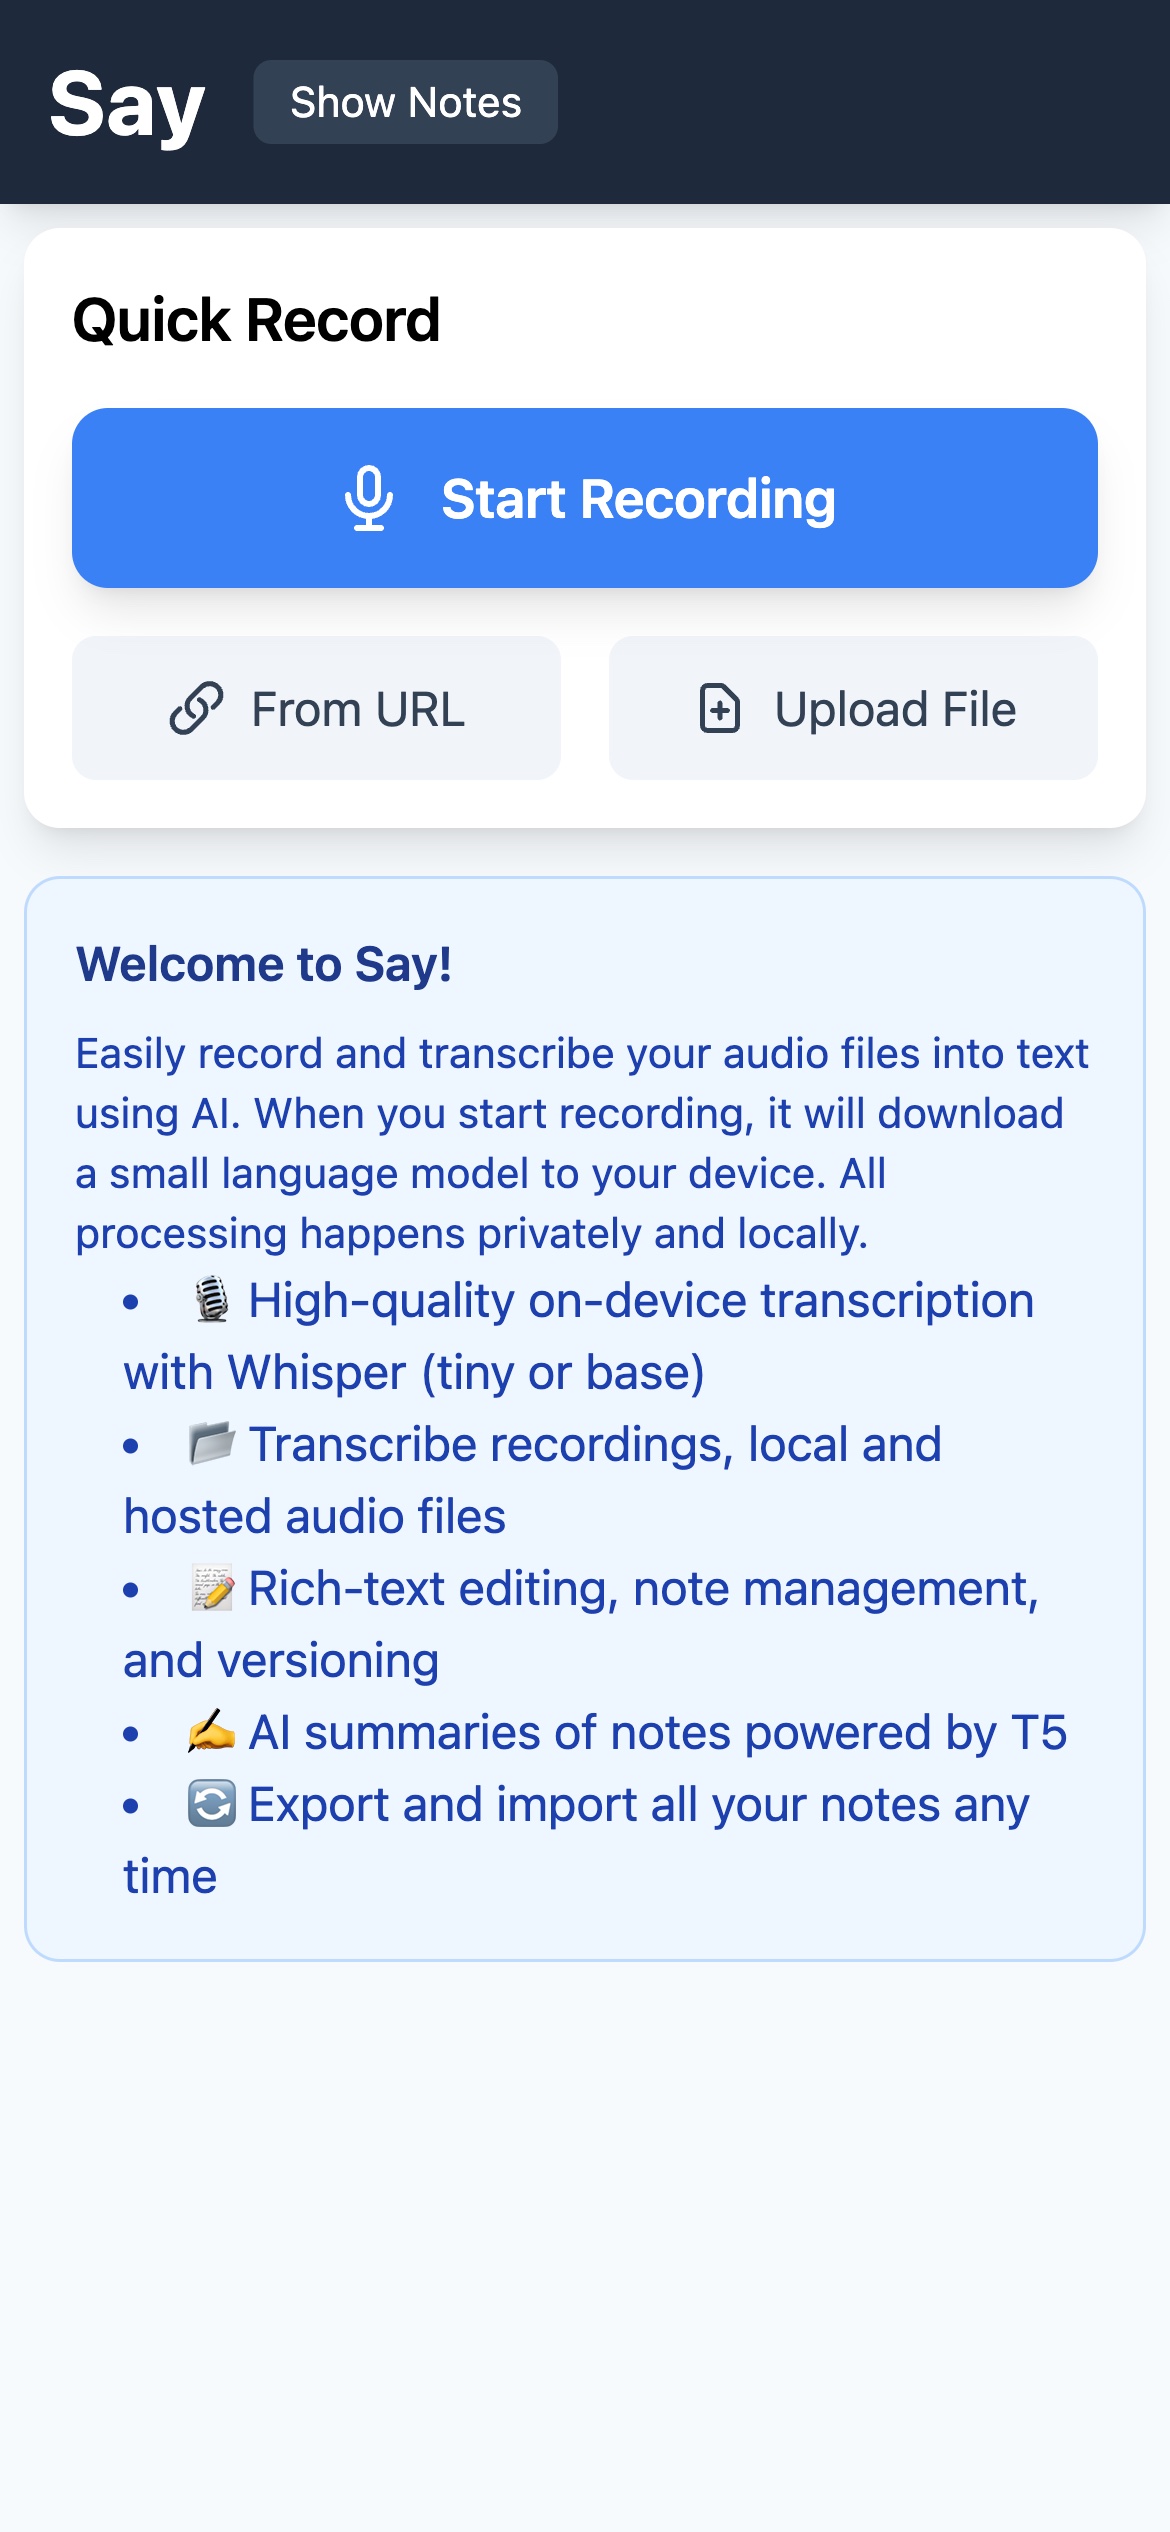 Say
Show Notes
Quick Record
Start Recording
From URL
Upload File
Welcome to Say!
Easily record and transcribe your audio files into text
using AI. When you start recording, it will download
a small language model to your device. All
processing happens privately and locally.
• 🎙️ High-quality on-device transcription
with Whisper (tiny or base)
• 📁 Transcribe recordings, local and
hosted audio files
• 📝 Rich-text editing, note management,
and versioning
• ✍️ AI summaries of notes powered by T5
• 🔄 Export and import all your notes any
time